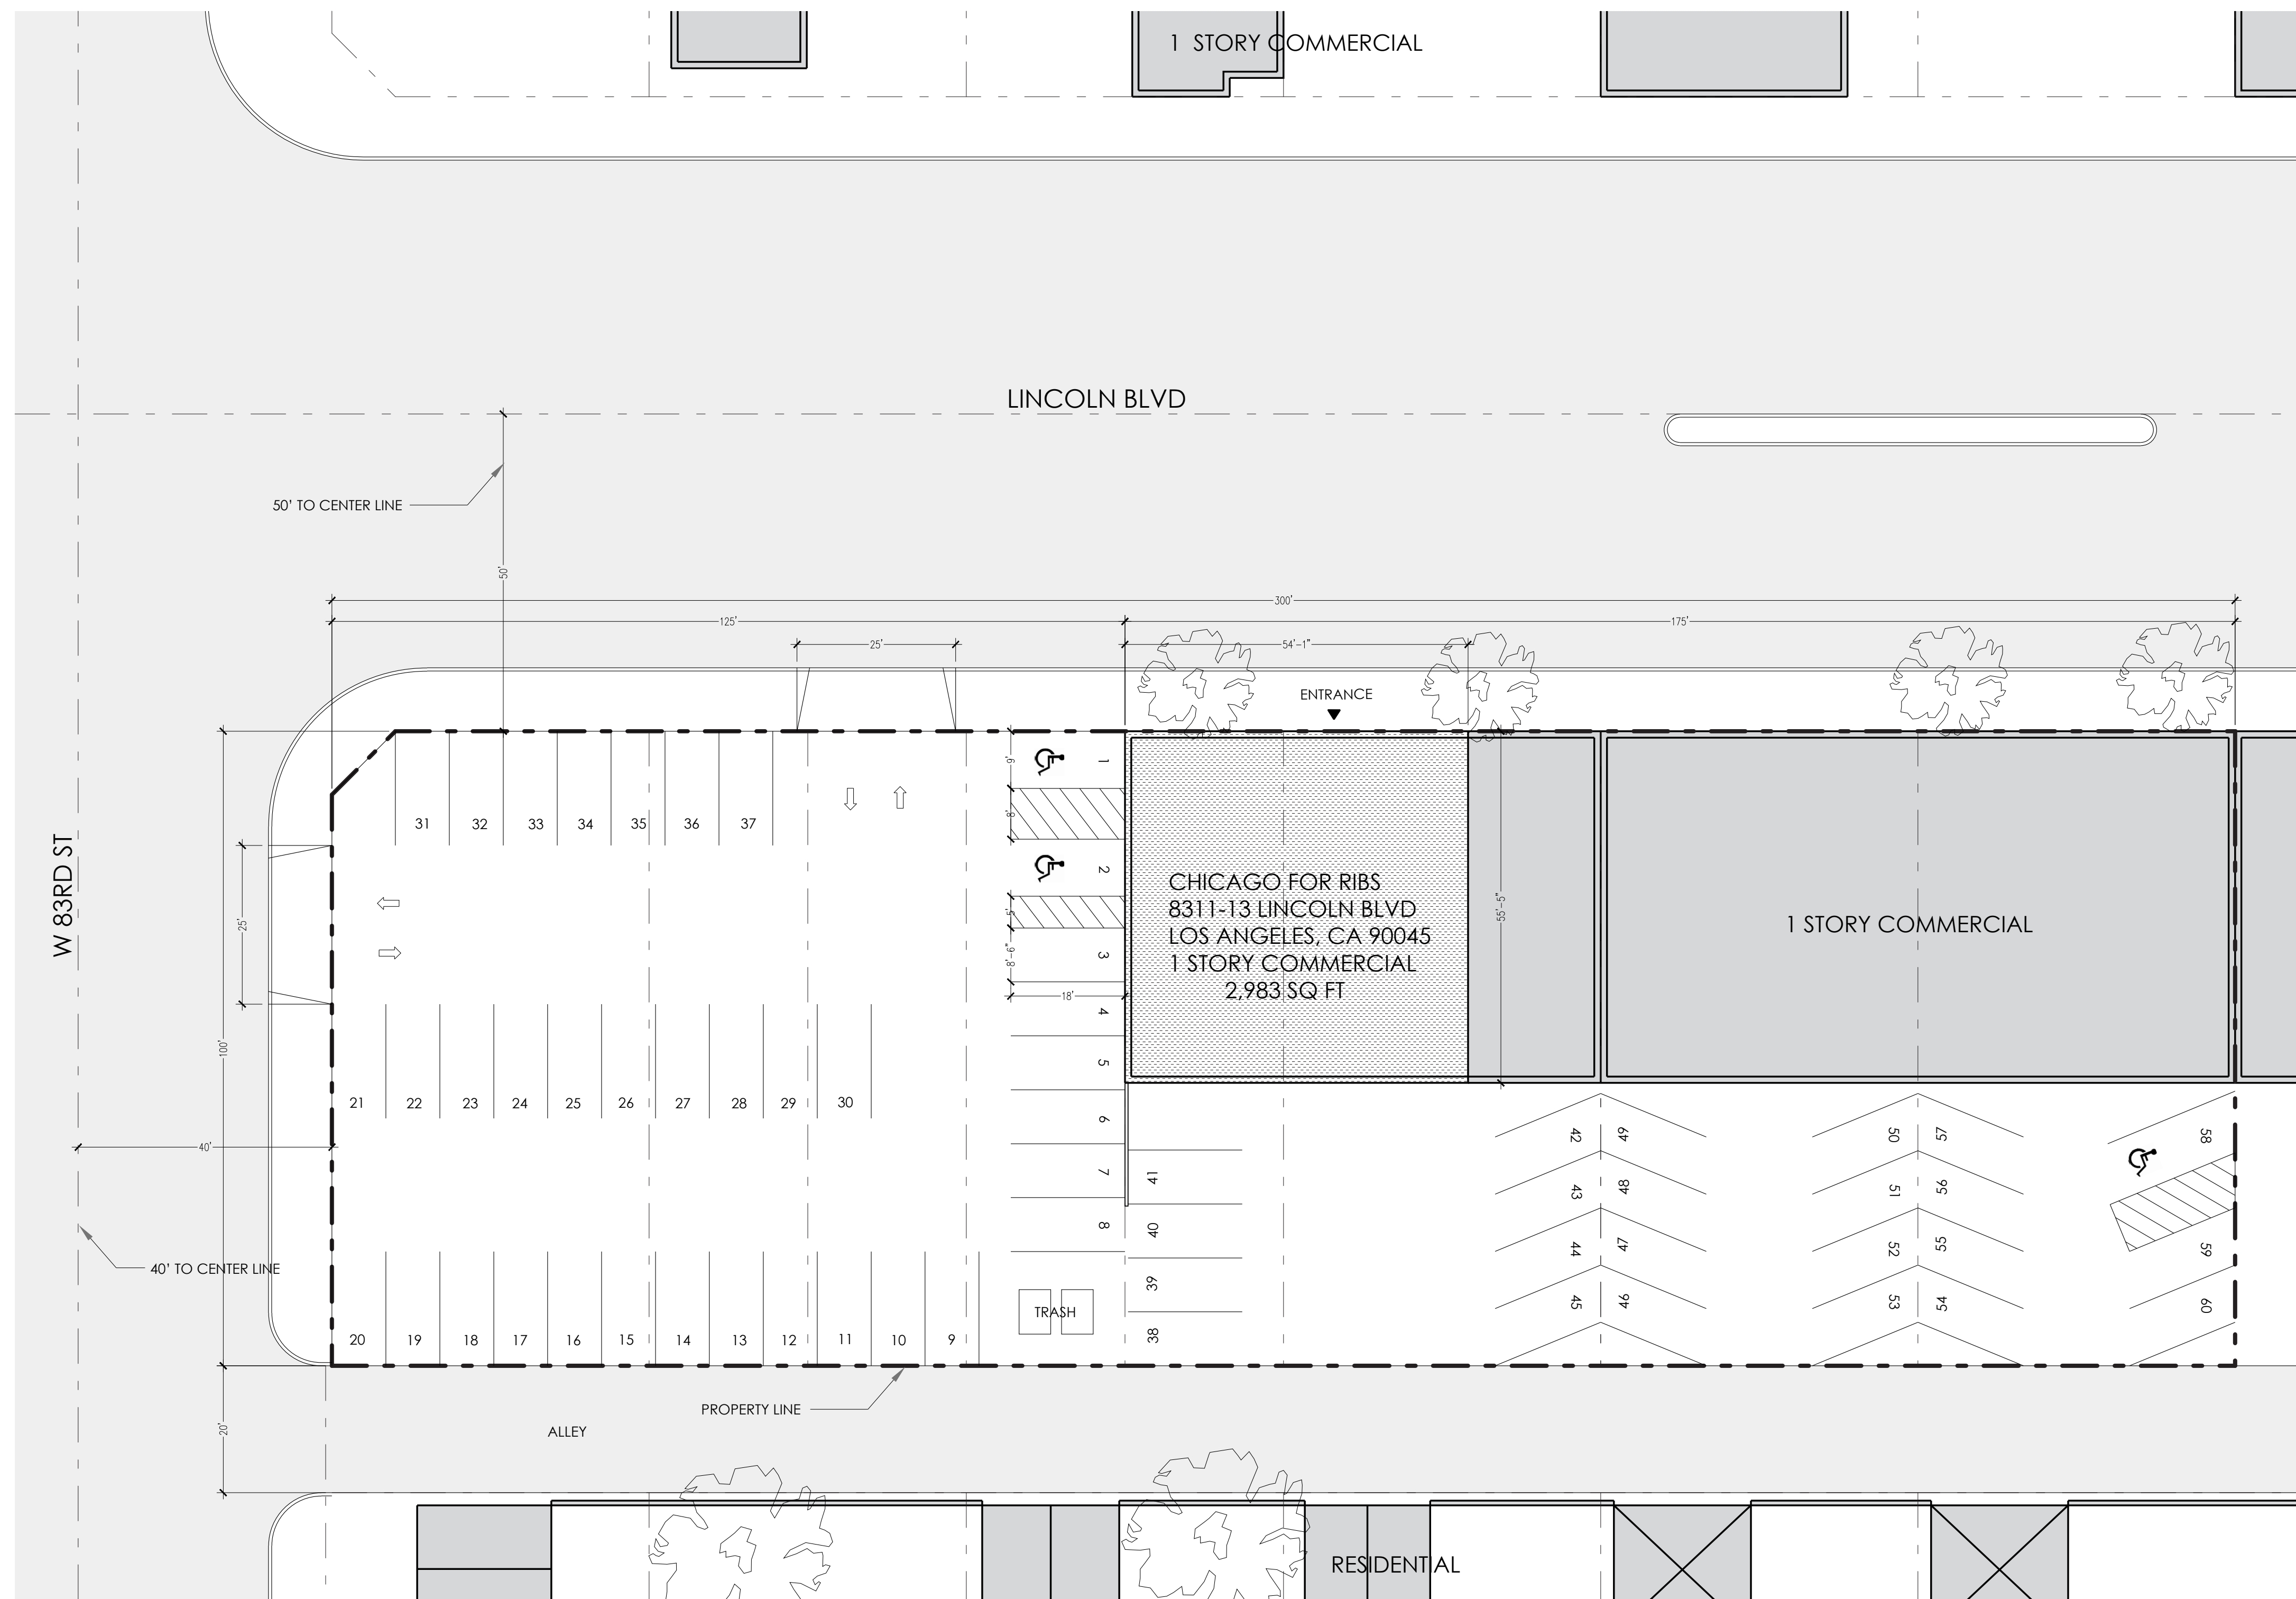 1 STORY COMMERCIAL
LINCOLN BLVD
50' TO CENTER LINE
50'
300'
125'
175'
25'
54'-1"
ENTRANCE
W 83RD ST
31 32 33 34 35 36 37
9'
1
8'
2
5'
8'-6"
3
18'
4
5
6
7
8
25'
100'
CHICAGO FOR RIBS
8311-13 LINCOLN BLVD
LOS ANGELES, CA 90045
1 STORY COMMERCIAL
2,983 SQ FT
55'-5"
1 STORY COMMERCIAL
21 22 23 24 25 26 27 28 29 30
40'
40' TO CENTER LINE
41
40
39
38
42 49
43 48
44 47
45 46
50 57
51 56
52 55
53 54
58
59
60
TRASH
20 19 18 17 16 15 14 13 12 11 10 9
PROPERTY LINE
ALLEY
20'
RESIDENTIAL